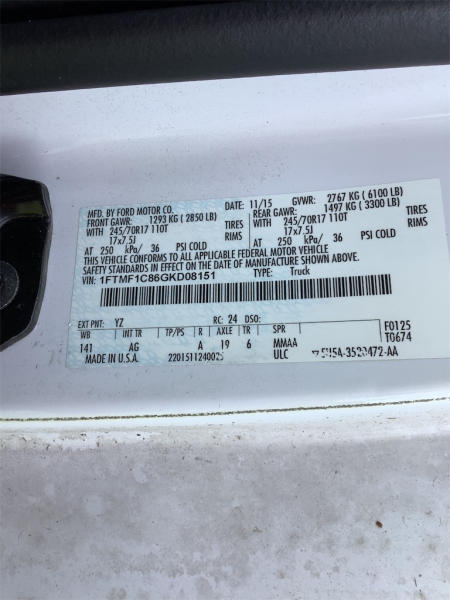 MFD. BY FORD MOTOR CO. DATE: 11/15 GVWR: 2767 KG ( 6100 LB)
FRONT GAWR: 1293 KG ( 2850 LB) REAR GAWR: 1497 KG ( 3300 LB)
WITH 245/70R17 110T TIRES WITH 245/70R17 110T TIRES
17x7.5J RIMS 17x7.5J RIMS
AT 250 kPa/ 36 PSI COLD AT 250 kPa/ 36 PSI COLD
THIS VEHICLE CONFORMS TO ALL APPLICABLE FEDERAL MOTOR VEHICLE
SAFETY AND THEFT PREVENTION STANDARDS IN EFFECT ON THE DATE OF
MANUFACTURE SHOWN ABOVE.
VIN: 1FTMF1C86GKD08151 TYPE: Truck
EXT PNT: YZ RC: 24 DSO: F0125
WB INT TR TP/PS R AXLE TR SPR T0674
141 AG A 19 6 MMAA
MADE IN U.S.A. 220151124002 ULC